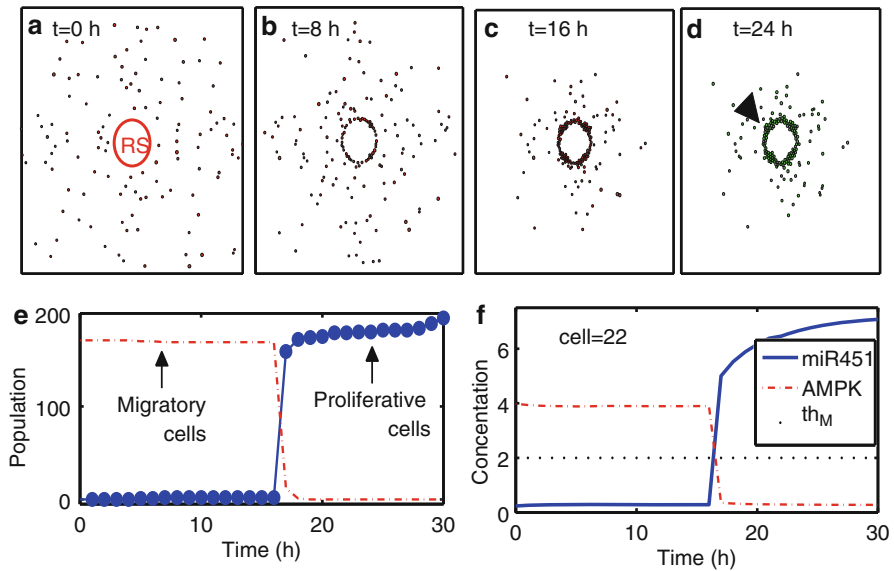 a t=0 h
b t=8 h
c t=16 h
d t=24 h
RS
e
200
100
0
Population
Migratory
cells
Proliferative
cells
0 10 20 30
Time (h)
f
cell=22
miR451
AMPK
th_M
6
4
2
0
Concentation
0 10 20 30
Time (h)